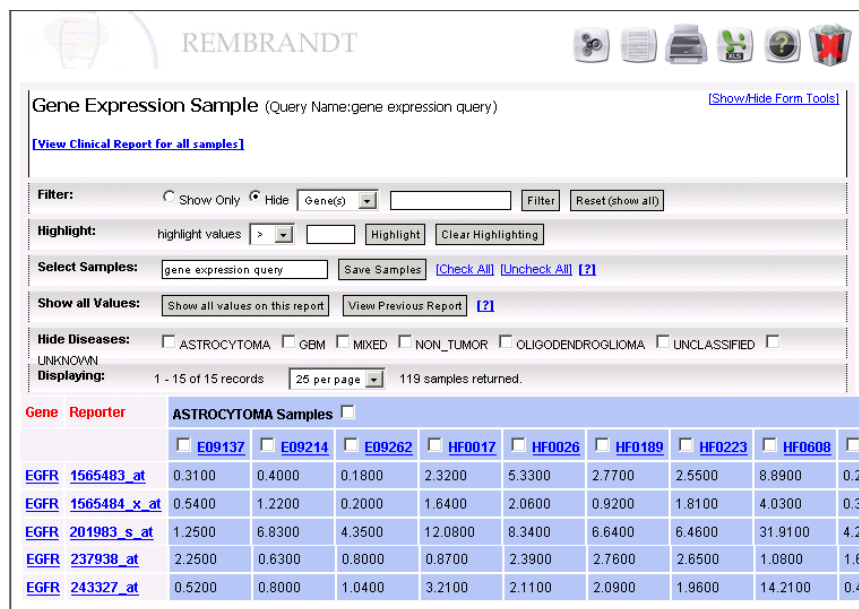 REMBRANDT
XLS
Gene Expression Sample (Query Name:gene expression query)
[Show/Hide Form Tools]
[View Clinical Report for all samples]
Filter: Show Only Hide Gene(s) Filter Reset (show all)
Highlight: highlight values > Highlight Clear Highlighting
Select Samples: gene expression query Save Samples [Check All] [Uncheck All] [?]
Show all Values: Show all values on this report View Previous Report [?]
Hide Diseases: ASTROCYTOMA GBM MIXED NON_TUMOR OLIGODENDROGLIOMA UNCLASSIFIED
UNKNOWN
Displaying: 1 - 15 of 15 records 25 per page 119 samples returned.
Gene Reporter ASTROCYTOMA Samples
E09137 E09214 E09262 HF0017 HF0026 HF0189 HF0223 HF0608
EGFR 1565483_at 0.3100 0.4000 0.1800 2.3200 5.3300 2.7700 2.5500 8.8900
EGFR 1565484_x_at 0.5400 1.2200 0.2000 1.6400 2.0600 0.9200 1.8100 4.0300
EGFR 201983_s_at 1.2500 6.8300 4.3500 12.0800 8.3400 6.6400 6.4600 31.9100
EGFR 237938_at 2.2500 0.6300 0.8000 0.8700 2.3900 2.7600 2.6500 1.0800
EGFR 243327_at 0.5200 0.8000 1.0400 3.2100 2.1100 2.0900 1.9600 14.2100